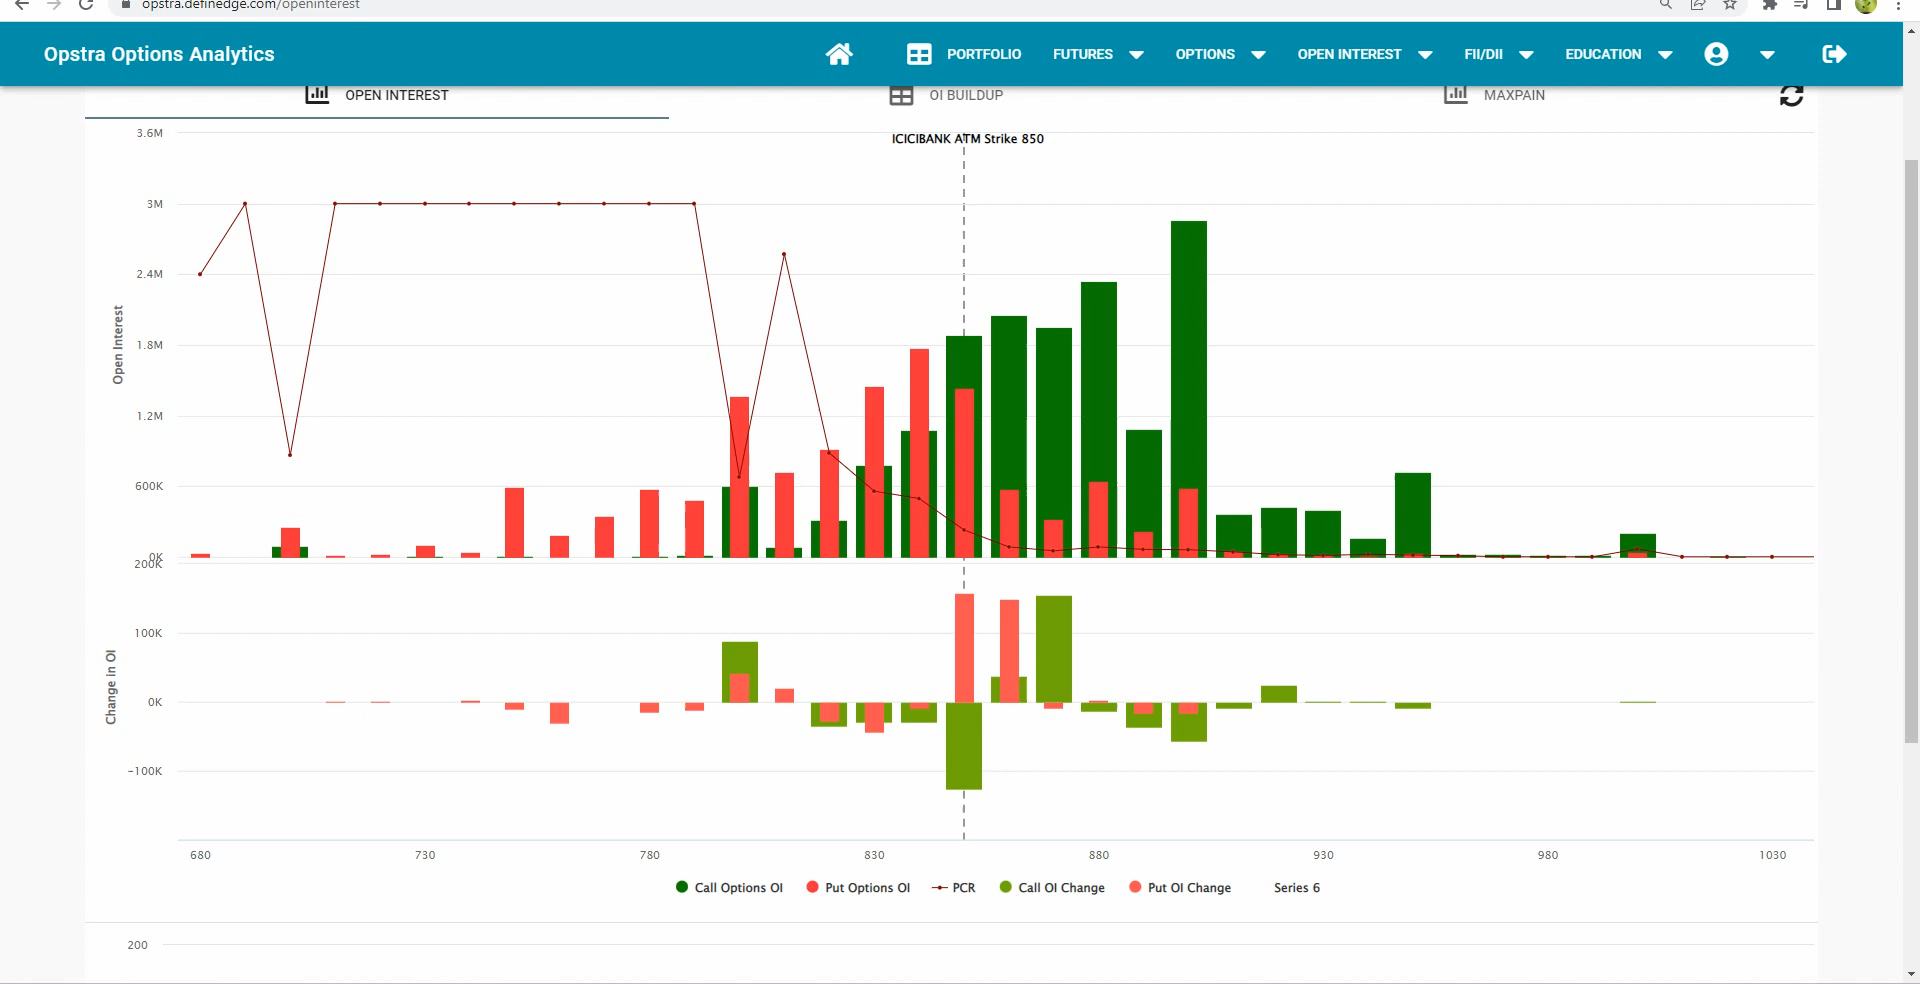 opstra.definedge.com/openinterest
Opstra Options Analytics
PORTFOLIO
FUTURES
OPTIONS
OPEN INTEREST
FII/DII
EDUCATION
OPEN INTEREST
OI BUILDUP
MAXPAIN
ICICIBANK ATM Strike 850
3.6M
3M
2.4M
1.8M
1.2M
600K
0K
Open Interest
200K
100K
0K
-100K
Change in OI
680
730
780
830
880
930
980
1030
Call Options OI
Put Options OI
PCR
Call OI Change
Put OI Change
Series 6
200